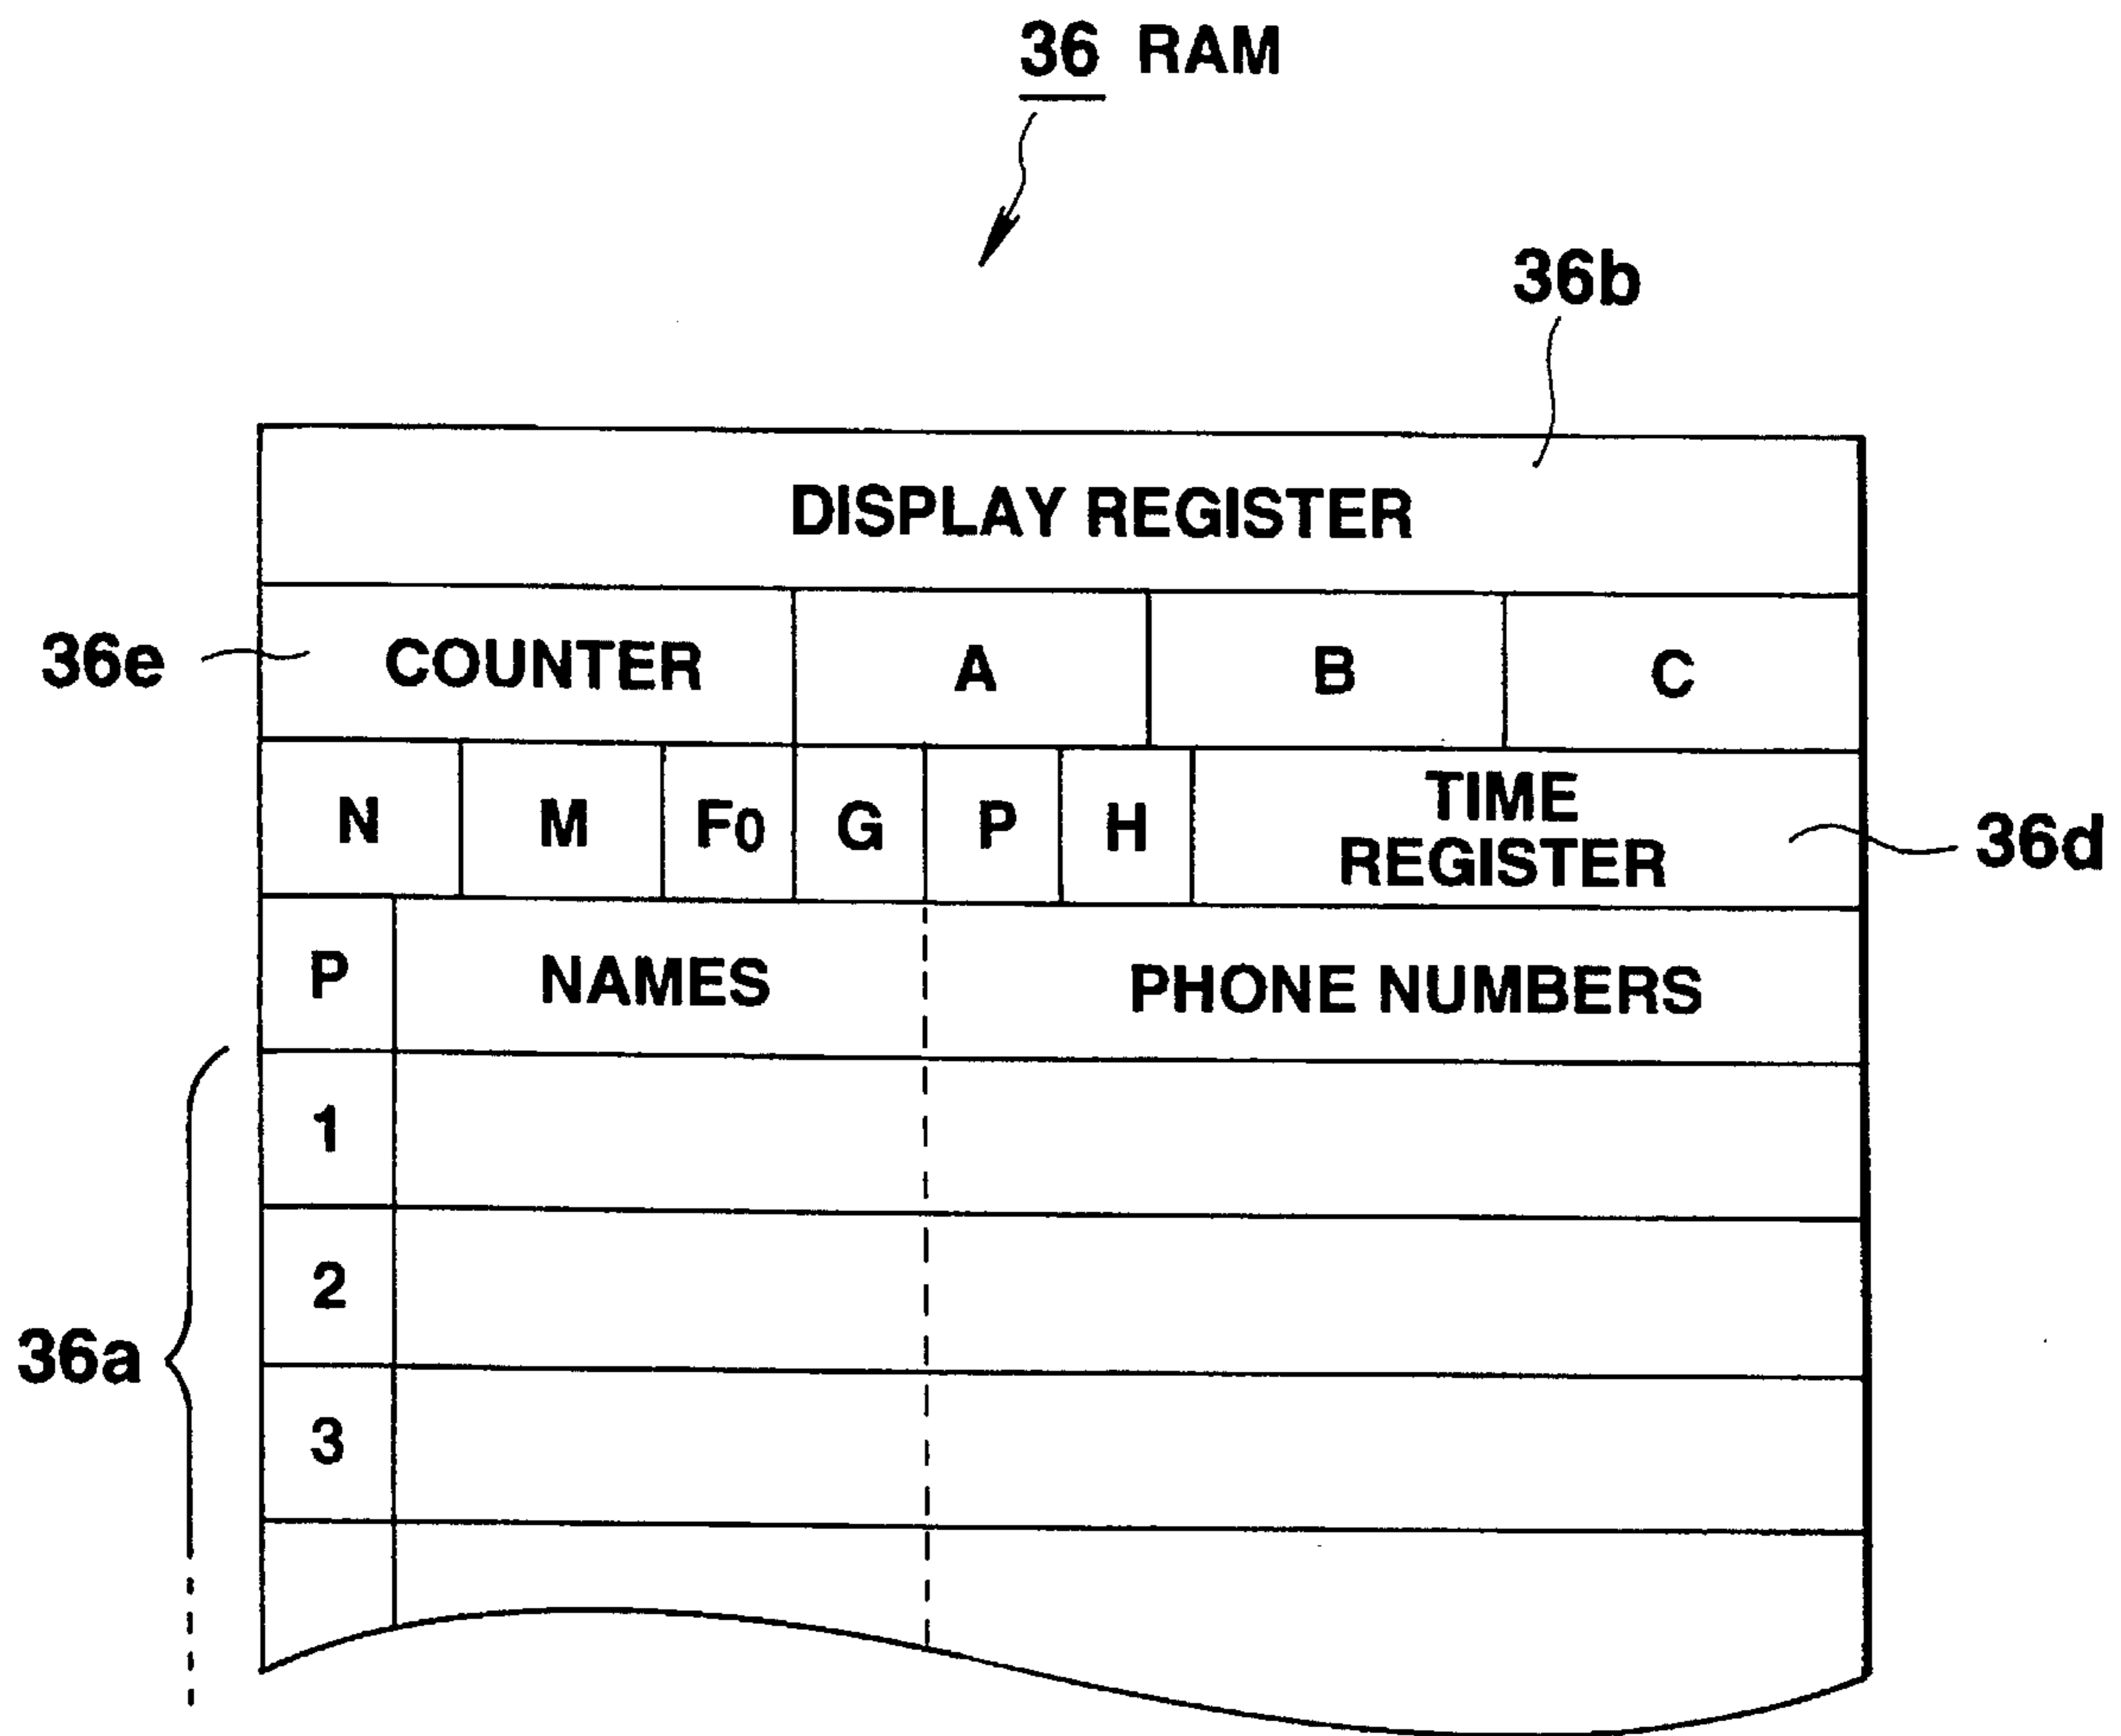 36 RAM
36b
DISPLAY REGISTER
36e COUNTER A B C
N M F0 G P H TIME REGISTER 36d
P NAMES PHONE NUMBERS
1
2
36a
3